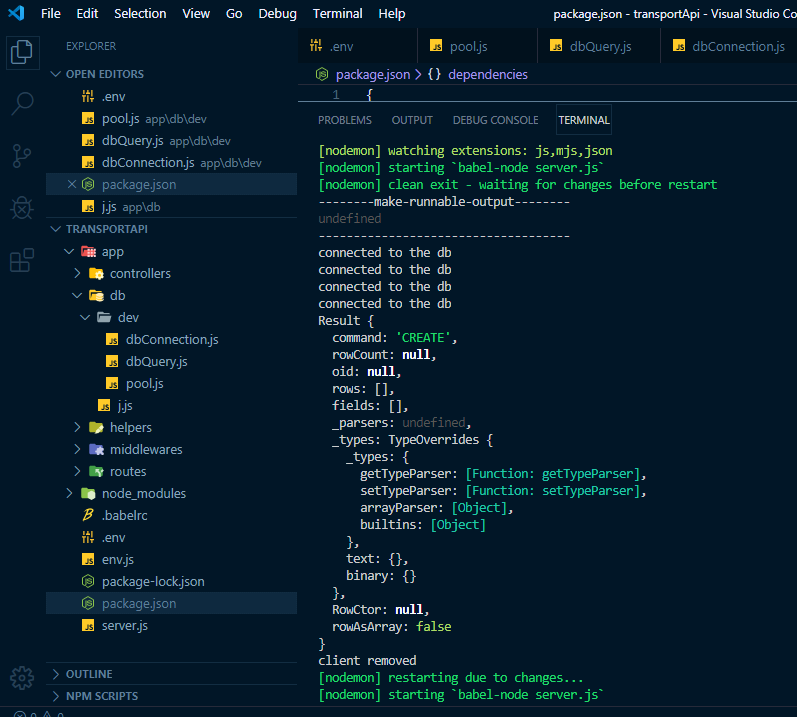 File Edit Selection View Go Debug Terminal Help package.json - transportApi - Visual Studio Co
EXPLORER
OPEN EDITORS
.env
pool.js app\db\dev
dbQuery.js app\db\dev
dbConnection.js app\db\dev
package.json
j.js app\db
TRANSPORTAPI
app
controllers
db
dev
dbConnection.js
dbQuery.js
pool.js
j.js
helpers
middlewares
routes
node_modules
.babelrc
.env
env.js
package-lock.json
package.json
server.js
OUTLINE
NPM SCRIPTS
.env pool.js dbQuery.js dbConnection.js
package.json > {} dependencies
1 {
PROBLEMS OUTPUT DEBUG CONSOLE TERMINAL
[nodemon] watching extensions: js,mjs,json
[nodemon] starting `babel-node server.js`
[nodemon] clean exit - waiting for changes before restart
--------make-runnable-output--------
undefined
------------------------------------
connected to the db
connected to the db
connected to the db
connected to the db
Result {
command: 'CREATE',
rowCount: null,
oid: null,
rows: [],
fields: [],
_parsers: undefined,
_types: TypeOverrides {
_types: {
getTypeParser: [Function: getTypeParser],
setTypeParser: [Function: setTypeParser],
arrayParser: [Object],
builtins: [Object]
},
text: {},
binary: {}
},
RowCtor: null,
rowAsArray: false
}
client removed
[nodemon] restarting due to changes...
[nodemon] starting `babel-node server.js`